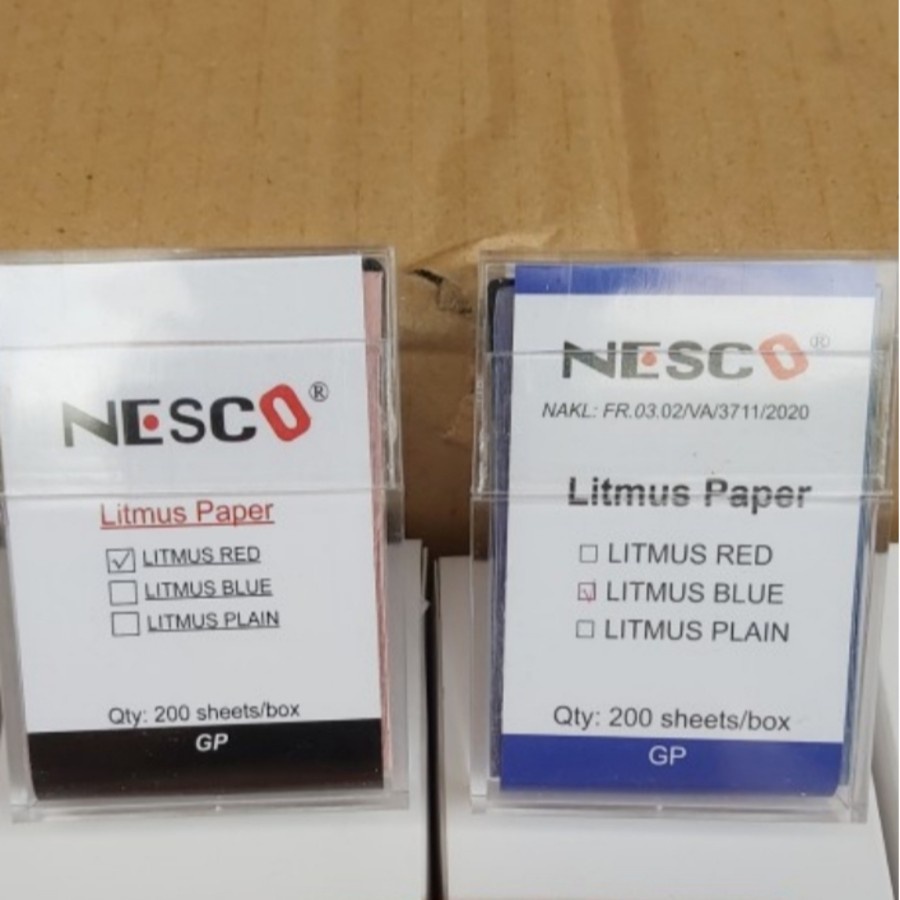 NESCO®
Litmus Paper
☑ LITMUS RED
☐ LITMUS BLUE
☐ LITMUS PLAIN
Qty: 200 sheets/box
GP
NESCO®
NAKL: FR.03.02/VA/3711/2020
Litmus Paper
☐ LITMUS RED
☑ LITMUS BLUE
☐ LITMUS PLAIN
Qty: 200 sheets/box
GP